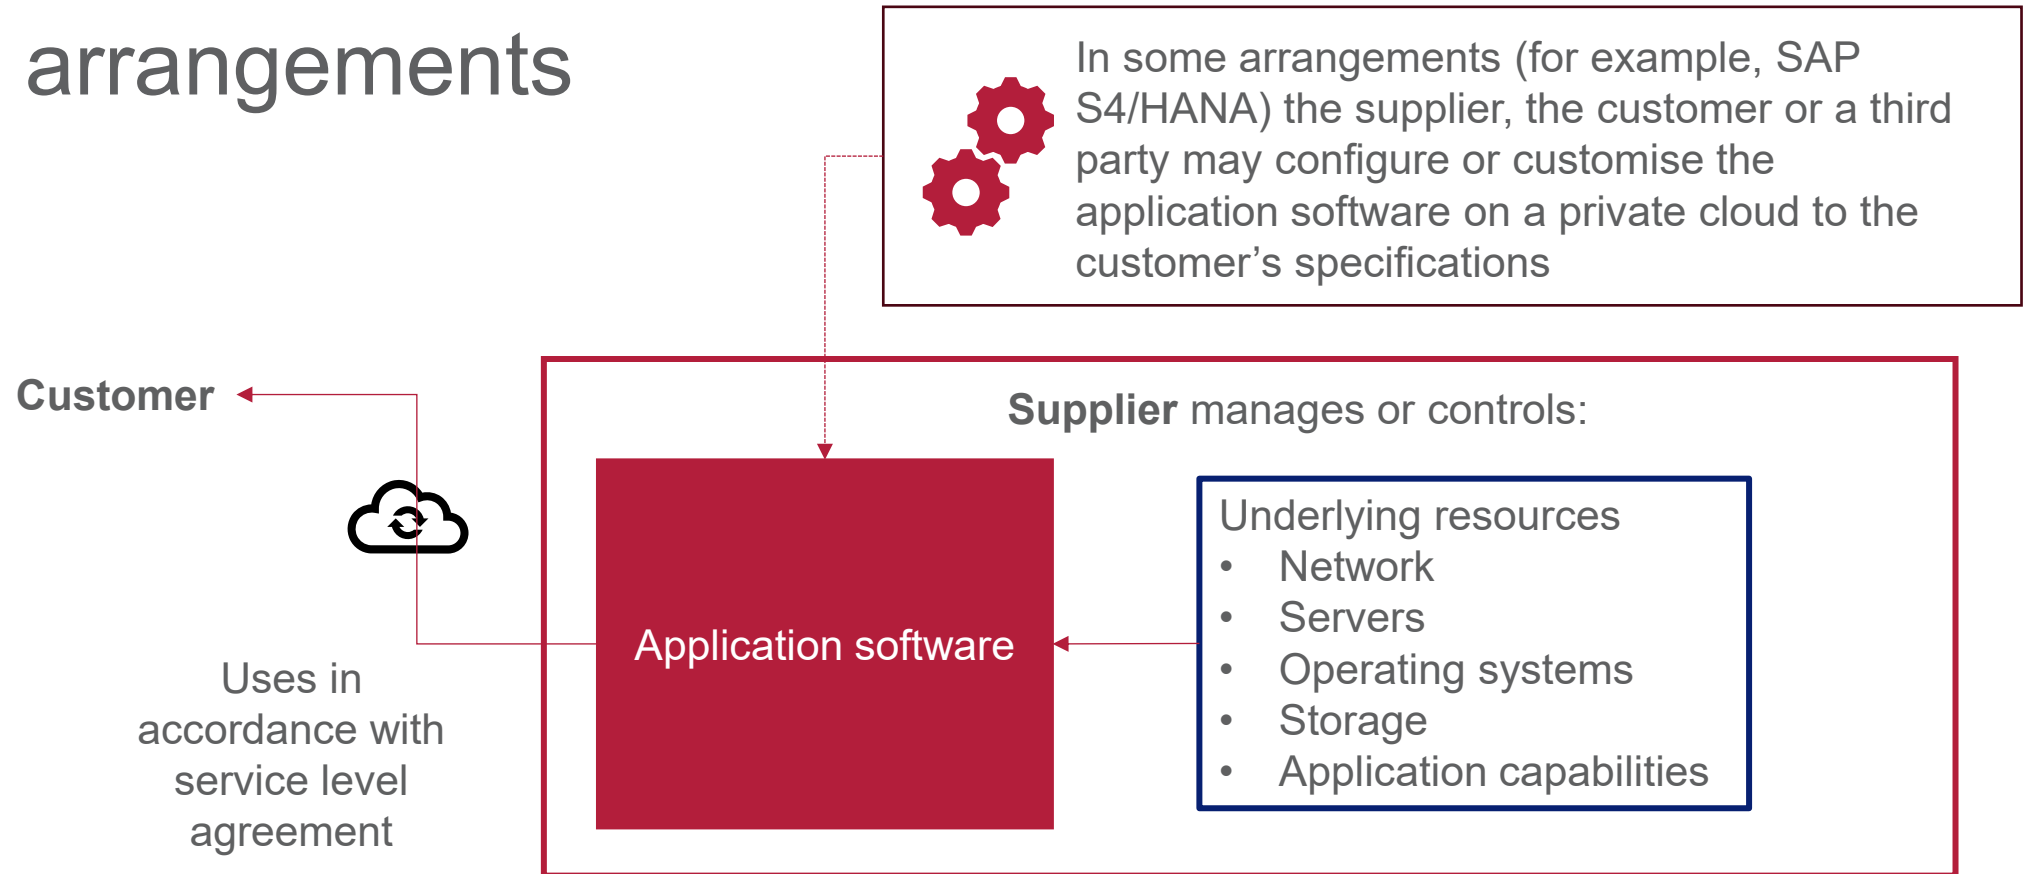 arrangements
In some arrangements (for example, SAP
S4/HANA) the supplier, the customer or a third
party may configure or customise the
application software on a private cloud to the
customer’s specifications
Customer
Supplier manages or controls:
Application software
Underlying resources
• Network
• Servers
• Operating systems
• Storage
• Application capabilities
Uses in
accordance with
service level
agreement